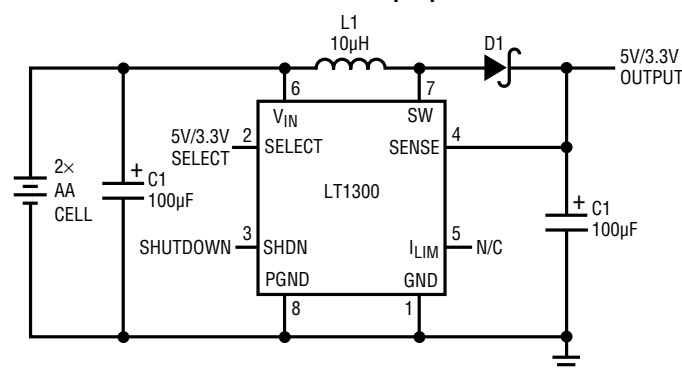 L1
10µH
D1
5V/3.3V
OUTPUT
6
7
VIN
SW
5V/3.3V
SELECT
2
SELECT
SENSE
4
2×
AA
CELL
+
C1
100µF
LT1300
+
C1
100µF
SHUTDOWN
3
SHDN
ILIM
5
N/C
PGND
GND
8
1